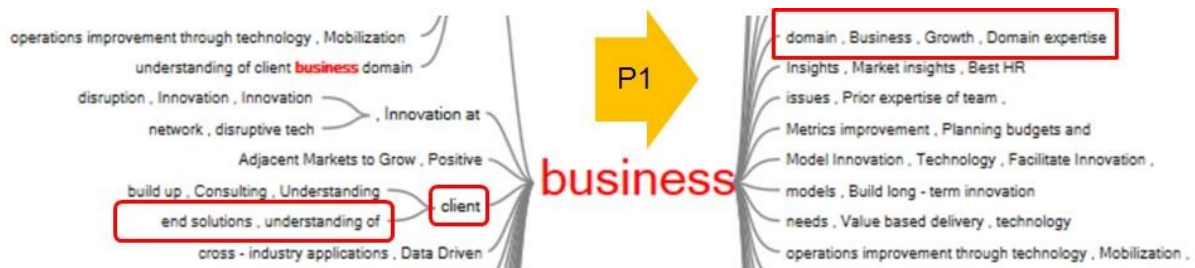 operations improvement through technology , Mobilization
understanding of client business domain
disruption , Innovation , Innovation
network , disruptive tech
, Innovation at
Adjacent Markets to Grow , Positive
build up , Consulting , Understanding
end solutions , understanding of
client
cross - industry applications , Data Driven
P1
business
domain , Business , Growth , Domain expertise
Insights , Market insights , Best HR
issues , Prior expertise of team ,
Metrics improvement , Planning budgets and
Model Innovation , Technology , Facilitate Innovation ,
models , Build long - term innovation
needs , Value based delivery , technology
operations improvement through technology , Mobilization ,